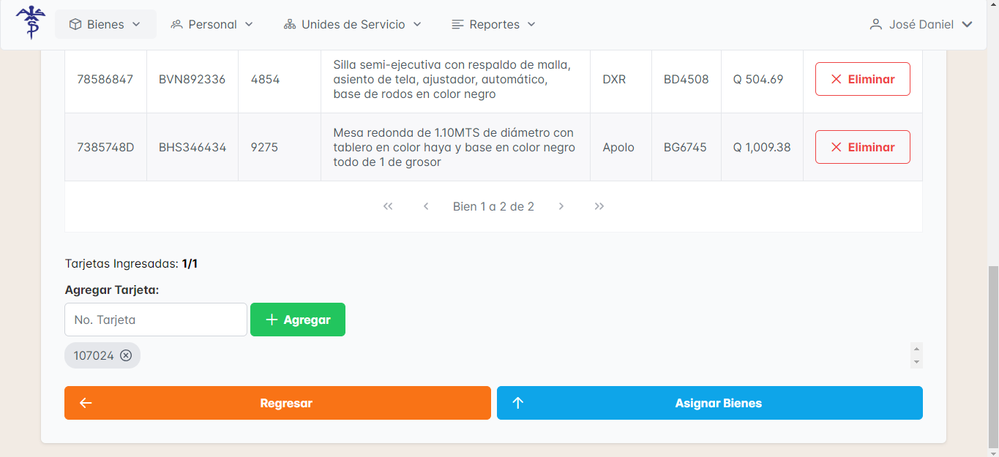 Bienes
Personal
Unides de Servicio
Reportes
José Daniel
78586847 BVN892336 4854 Silla semi-ejecutiva con respaldo de malla, asiento de tela, ajustador, automático, base de rodos en color negro DXR BD4508 Q 504.69 Eliminar
7385748D BHS346434 9275 Mesa redonda de 1.10MTS de diámetro con tablero en color haya y base en color negro todo de 1 de grosor Apolo BG6745 Q 1,009.38 Eliminar
Bien 1 a 2 de 2
Tarjetas Ingresadas: 1/1
Agregar Tarjeta:
No. Tarjeta
Agregar
107024
Regresar
Asignar Bienes